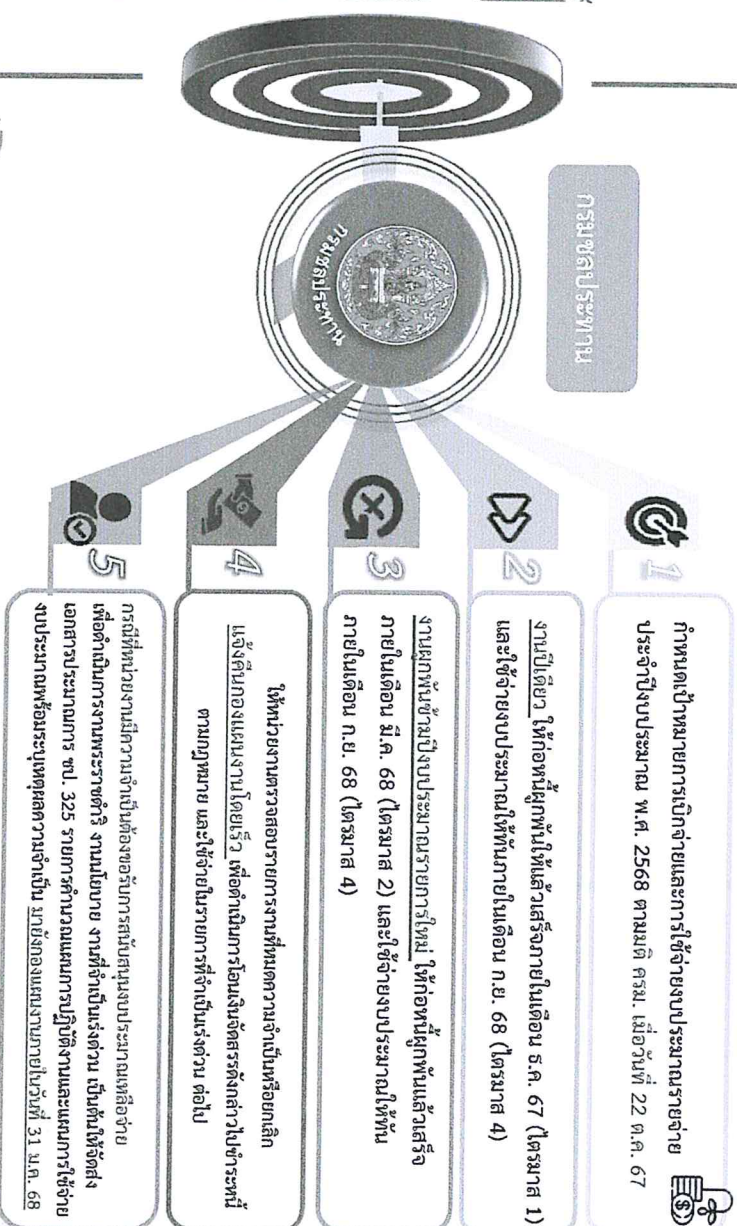 กรมชลประทาน
กรมชลประทาน
1
กำหนดเป้าหมายการเบิกจ่ายและการใช้จ่ายงบประมาณรายจ่าย
ประจำปีงบประมาณ พ.ศ. 2568 ตามมติ ครม. เมื่อวันที่ 22 ต.ค. 67
2
งานปีเดียว ให้ก่อหนี้ผูกพันให้แล้วเสร็จภายในเดือน ธ.ค. 67 (ไตรมาส 1)
และใช้จ่ายงบประมาณให้ทันภายในเดือน ก.ย. 68 (ไตรมาส 4)
3
งานผูกพันข้ามปีงบประมาณรายการใหม่ ให้ก่อหนี้ผูกพันแล้วเสร็จ
ภายในเดือน มี.ค. 68 (ไตรมาส 2) และใช้จ่ายงบประมาณให้ทัน
ภายในเดือน ก.ย. 68 (ไตรมาส 4)
4
ให้หน่วยงานตรวจสอบรายการงานที่หมดความจำเป็นหรือยกเลิก
แจ้งคืนกองแผนงานโดยเร็ว เพื่อดำเนินการโอนเงินจัดสรรดังกล่าวไปชำระหนี้
ตามกฎหมาย และใช้จ่ายในรายการที่จำเป็นเร่งด่วน ต่อไป
5
กรณีที่หน่วยงานมีความจำเป็นต้องขอรับการสนับสนุนงบประมาณเหลือจ่าย
เพื่อดำเนินการงานพระราชดำริ งานนโยบาย งานที่จำเป็นเร่งด่วน เป็นต้นให้จัดส่ง
เอกสารประมาณการ ชป. 325 รายการคำนวณแผนการปฏิบัติงานและแผนการใช้จ่าย
งบประมาณพร้อมระบุเหตุผลความจำเป็น มายังกองแผนงานภายในวันที่ 31 ม.ค. 68